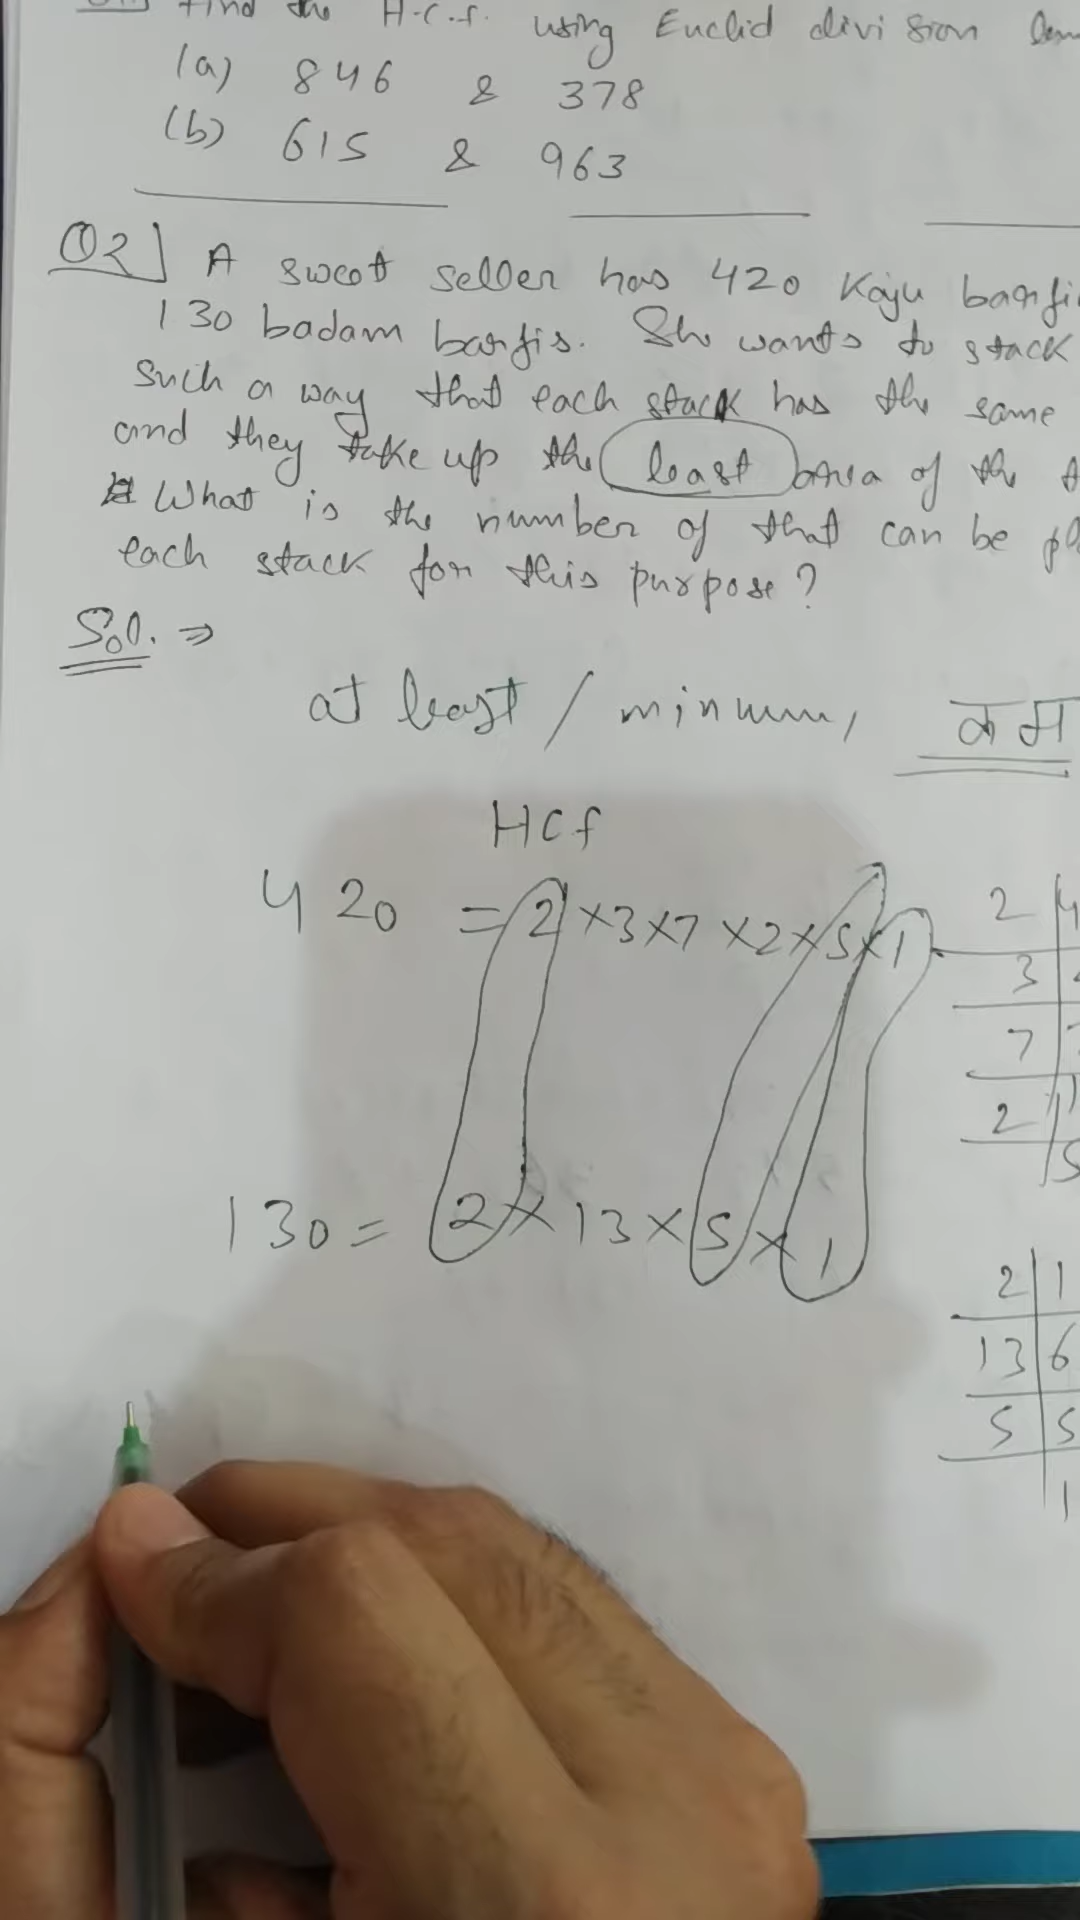 find the H.C.f. using Euclid division
(a) 846 & 378
(b) 615 & 963
Q2] A sweet seller has 420 Kaju
130 badam barfis. She wants to stack
such a way that each stack has the same
and they take up the least area of the
What is the number of that can be
each stack for this purpose?
Sol. ⇒
at least / minimum, कम
HCf
420 = 2 × 3 × 7 × 2 × 5 × 1
2
3
7
2
5
130 = 2 × 13 × 5 × 1
2 | 1
13 | 6
5 | 5
1